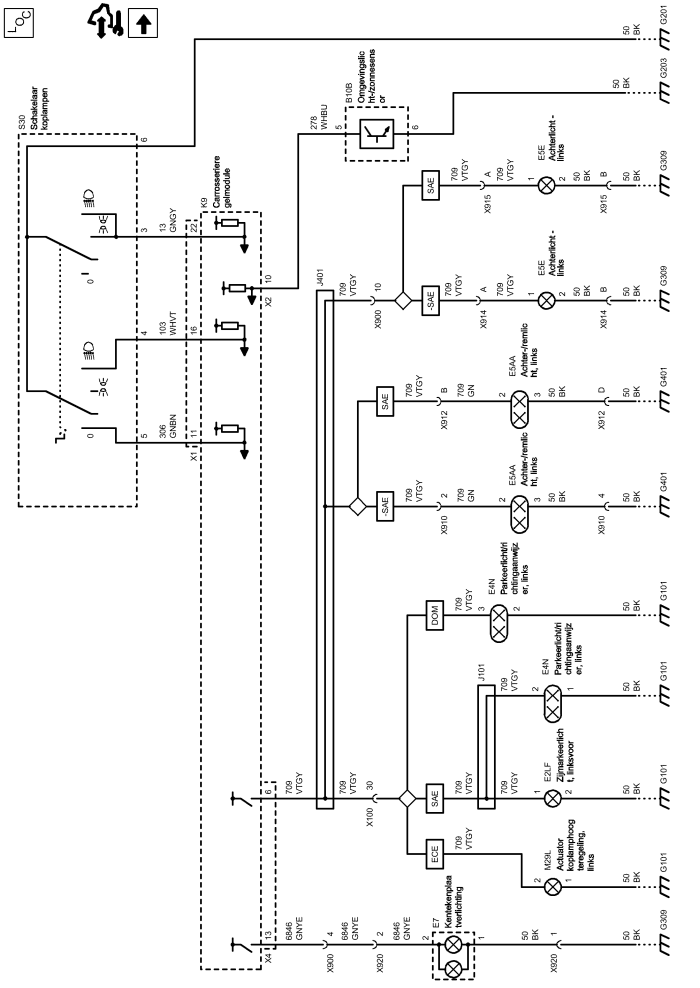 LOC
S30
Schakelaar
koplampen
6
3
13
GNGY
22
4
103
WHVT
16
5
306
GNBN
11
X1
0
0
K9
Carrosseriere
gelmodule
10
X2
278
WHBU
5
B10B
Omgevingslic
ht-/zonnesens
or
6
50
BK
G201
50
BK
G203
J401
709
VTGY
10
X900
SAE
709
VTGY
A
X915
709
VTGY
1
E5E
Achterlicht -
links
2
50
BK
B
X915
50
BK
G309
-SAE
709
VTGY
A
X914
709
VTGY
1
E5E
Achterlicht -
links
2
50
BK
B
X914
50
BK
G309
SAE
709
VTGY
B
X912
709
GN
2
E5AA
Achter-/remlic
ht, links
3
50
BK
D
X912
50
BK
G401
-SAE
709
VTGY
2
X910
709
GN
2
E5AA
Achter-/remlic
ht, links
3
50
BK
4
X910
50
BK
G401
DOM
709
VTGY
3
E4N
Parkeerlicht/ri
chtingaanwijz
er, links
2
50
BK
G101
J101
709
VTGY
2
E4N
Parkeerlicht/ri
chtingaanwijz
er, links
1
50
BK
G101
6
709
VTGY
709
VTGY
30
X100
SAE
709
VTGY
709
VTGY
1
E2LF
Zijmarkeerlich
t, linksvoor
2
50
BK
G101
ECE
709
VTGY
2
M29L
Actuator
koplamphoog
teregeling,
links
1
50
BK
G101
13
X4
6846
GNYE
4
X900
6846
GNYE
2
X920
6846
GNYE
2
E7
Kentekenplaa
tverlichting
1
50
BK
1
X920
50
BK
G309